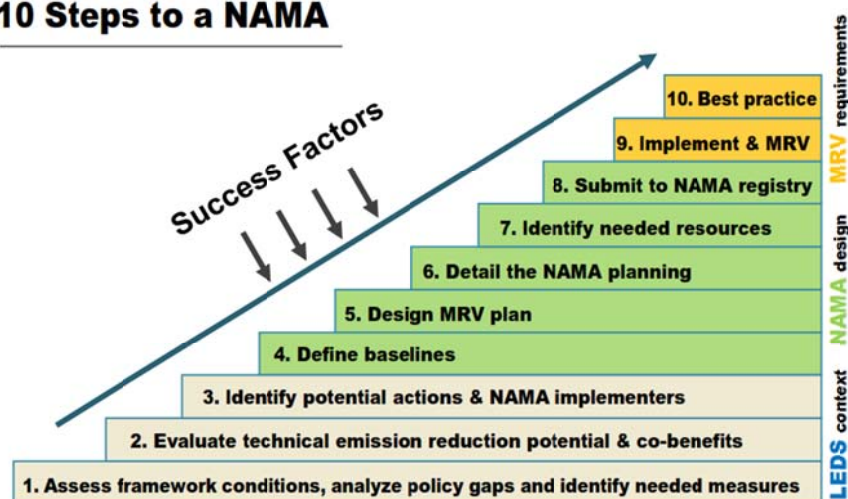 10 Steps to a NAMA
Success Factors
10. Best practice
9. Implement & MRV
8. Submit to NAMA registry
7. Identify needed resources
6. Detail the NAMA planning
5. Design MRV plan
4. Define baselines
3. Identify potential actions & NAMA implementers
2. Evaluate technical emission reduction potential & co-benefits
1. Assess framework conditions, analyze policy gaps and identify needed measures
MRV requirements
NAMA design
LEDS context